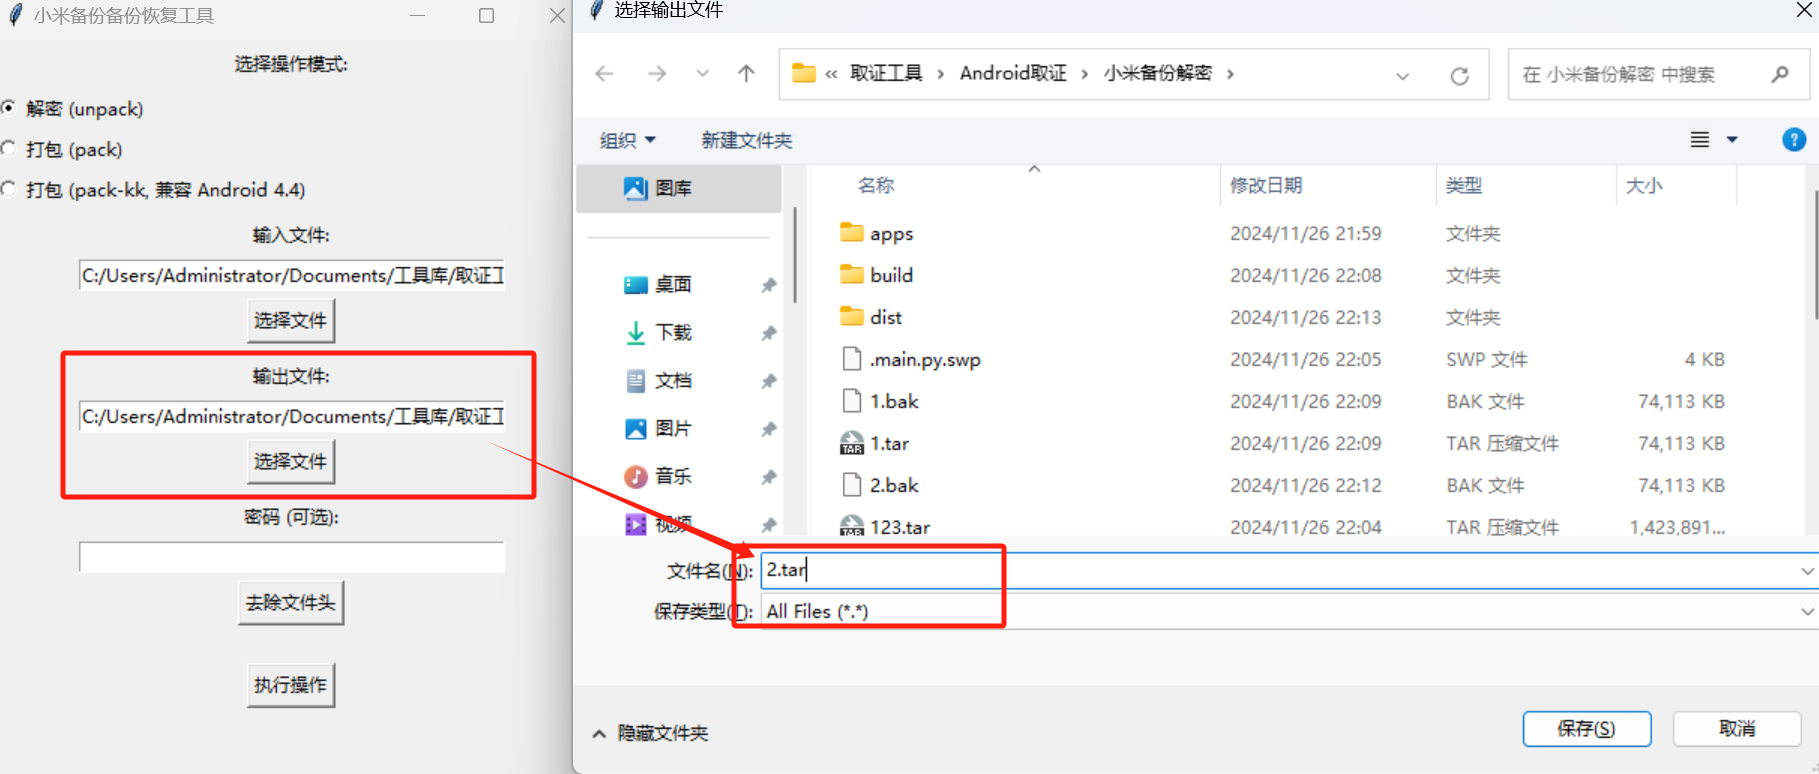 小米备份备份恢复工具
选择操作模式:
解密 (unpack)
打包 (pack)
打包 (pack-kk, 兼容 Android 4.4)
输入文件:
C:/Users/Administrator/Documents/工具库/取证工
选择文件
输出文件:
C:/Users/Administrator/Documents/工具库/取证工
选择文件
密码 (可选):
去除文件头
执行操作
选择输出文件
« 取证工具 › Android取证 › 小米备份解密 ›
在 小米备份解密 中搜索
组织 新建文件夹
图库
桌面
下载
文档
图片
音乐
视频
名称 修改日期 类型 大小
apps 2024/11/26 21:59 文件夹
build 2024/11/26 22:08 文件夹
dist 2024/11/26 22:13 文件夹
.main.py.swp 2024/11/26 22:05 SWP 文件 4 KB
1.bak 2024/11/26 22:09 BAK 文件 74,113 KB
TAR 1.tar 2024/11/26 22:09 TAR 压缩文件 74,113 KB
2.bak 2024/11/26 22:12 BAK 文件 74,113 KB
TAR 123.tar 2024/11/26 22:04 TAR 压缩文件 1,423,891...
文件名(N): 2.tar
保存类型(T): All Files (*.*)
隐藏文件夹
保存(S) 取消